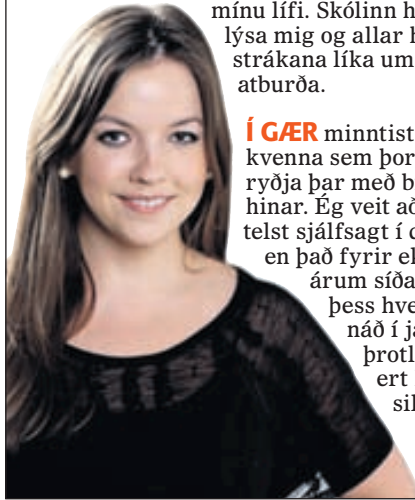 mínu lífi. Skólinn h
lýsa mig og allar h
strákana líka um
atburða.
Í GÆR minntist
kvenna sem þor
ryðja þar með b
hinar. Ég veit að
telst sjálfsagt í d
en það fyrir ek
árum síða
þess hve
náð í ja
þrotl
ert
sil